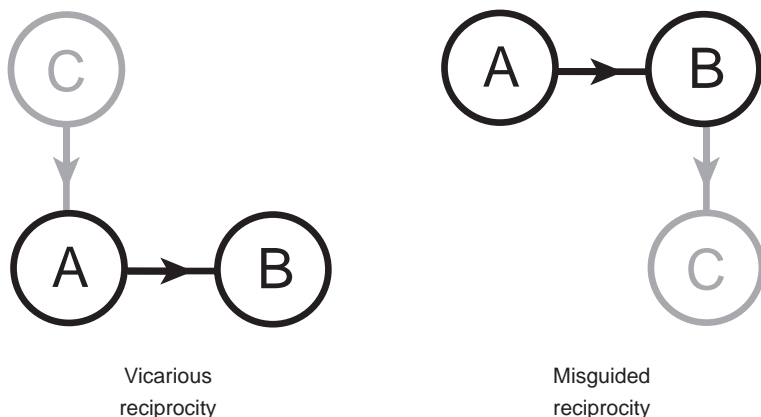 C
A B
A B
C
Vicarious
reciprocity
Misguided
reciprocity